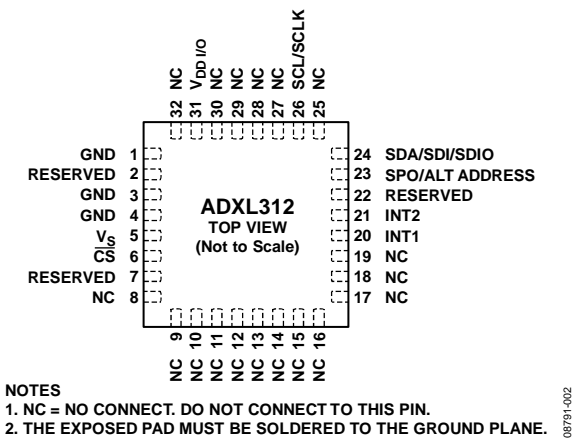 32 NC
31 VDD I/O
30 NC
29 NC
28 NC
27 NC
26 SCL/SCLK
25 NC
GND 1
RESERVED 2
GND 3
GND 4
VS 5
CS 6
RESERVED 7
NC 8
ADXL312
TOP VIEW
(Not to Scale)
24 SDA/SDI/SDIO
23 SPO/ALT ADDRESS
22 RESERVED
21 INT2
20 INT1
19 NC
18 NC
17 NC
NC 9
NC 10
NC 11
NC 12
NC 13
NC 14
NC 15
NC 16
NOTES
1. NC = NO CONNECT. DO NOT CONNECT TO THIS PIN.
2. THE EXPOSED PAD MUST BE SOLDERED TO THE GROUND PLANE.
08791-002